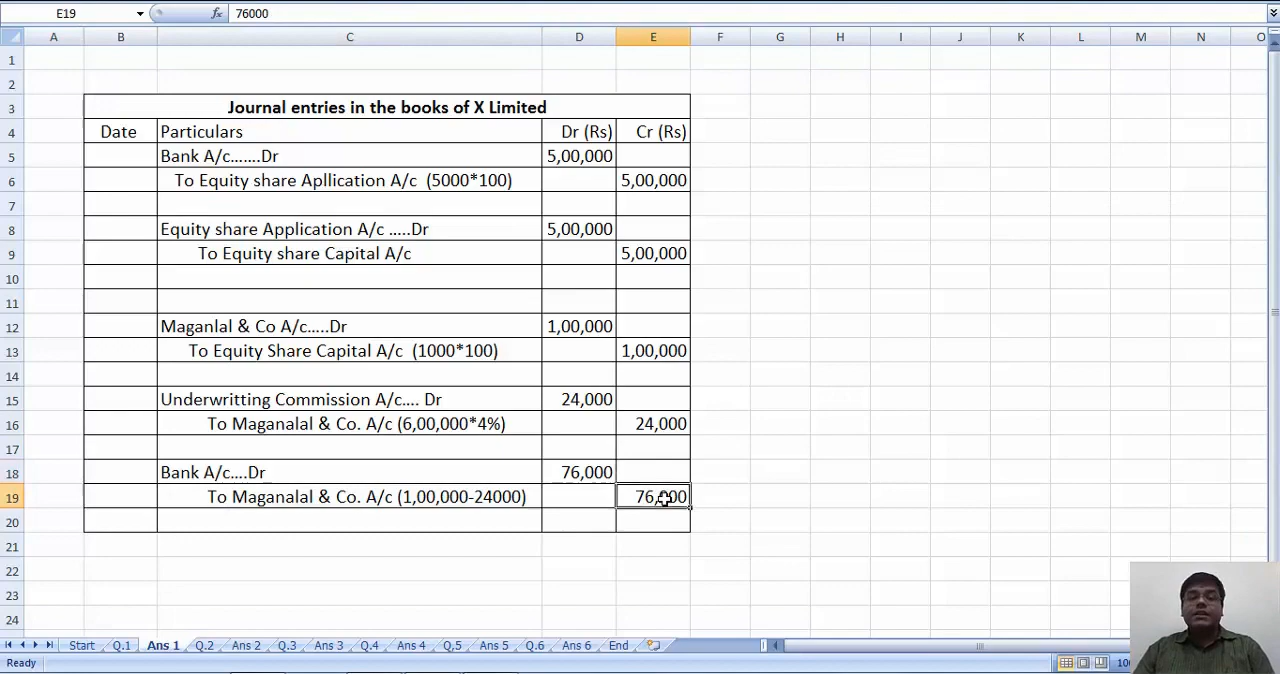 E19 fx 76000
A B C D E F G H I J K L M N O
1
2
3 Journal entries in the books of X Limited
4 Date Particulars Dr (Rs) Cr (Rs)
5 Bank A/c…….Dr 5,00,000
6 To Equity share Apllication A/c (5000*100) 5,00,000
7
8 Equity share Application A/c …..Dr 5,00,000
9 To Equity share Capital A/c 5,00,000
10
11
12 Maganlal & Co A/c…..Dr 1,00,000
13 To Equity Share Capital A/c (1000*100) 1,00,000
14
15 Underwritting Commission A/c…. Dr 24,000
16 To Maganalal & Co. A/c (6,00,000*4%) 24,000
17
18 Bank A/c….Dr 76,000
19 To Maganalal & Co. A/c (1,00,000-24000) 76,000
20
21
22
23
24
Start Q.1 Ans 1 Q.2 Ans 2 Q.3 Ans 3 Q.4 Ans 4 Q,5 Ans 5 Q.6 Ans 6 End
Ready